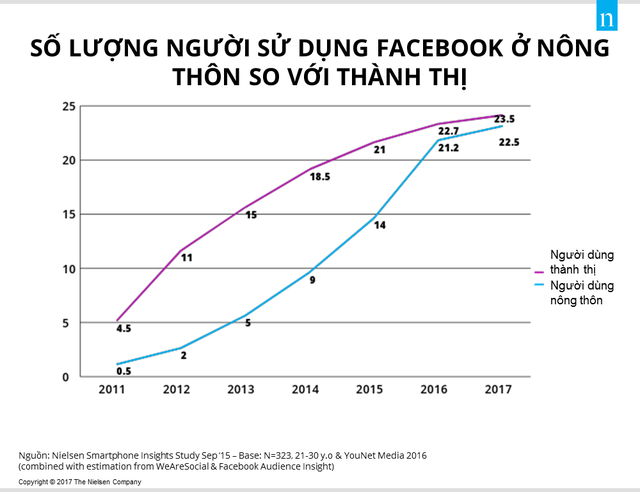 n
SỐ LƯỢNG NGƯỜI SỬ DỤNG FACEBOOK Ở NÔNG
THÔN SO VỚI THÀNH THỊ
25
20
15
10
5
0
4.5
11
15
18.5
21
22.7
23.5
0.5
2
5
9
14
21.2
22.5
2011 2012 2013 2014 2015 2016 2017
Người dùng
thành thị
Người dùng
nông thôn
Nguồn: Nielsen Smartphone Insights Study Sep '15 – Base: N=323, 21-30 y.o & YouNet Media 2016
(combined with estimation from WeAreSocial & Facebook Audience Insight)
Copyright © 2017 The Nielsen Company